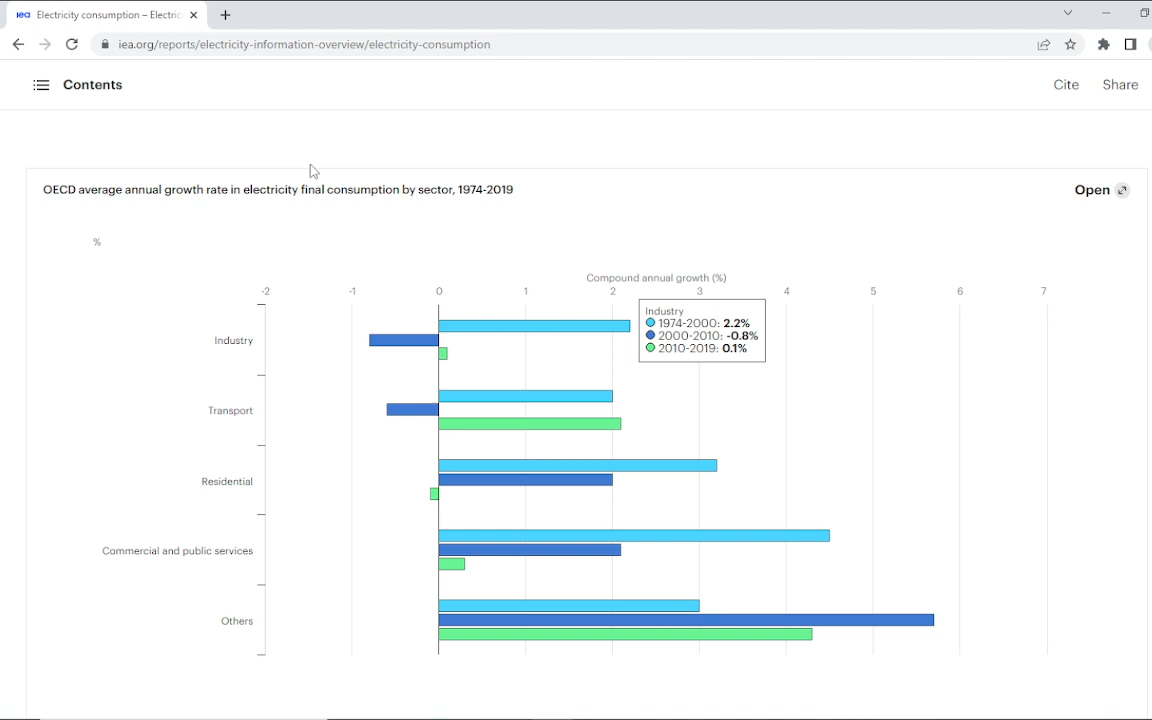 iea Electricity consumption – Electric
iea.org/reports/electricity-information-overview/electricity-consumption
Contents
Cite Share
OECD average annual growth rate in electricity final consumption by sector, 1974-2019
Open
%
Compound annual growth (%)
-2 -1 0 1 2 3 4 5 6 7
Industry
Industry
1974-2000: 2.2%
2000-2010: -0.8%
2010-2019: 0.1%
Transport
Residential
Commercial and public services
Others